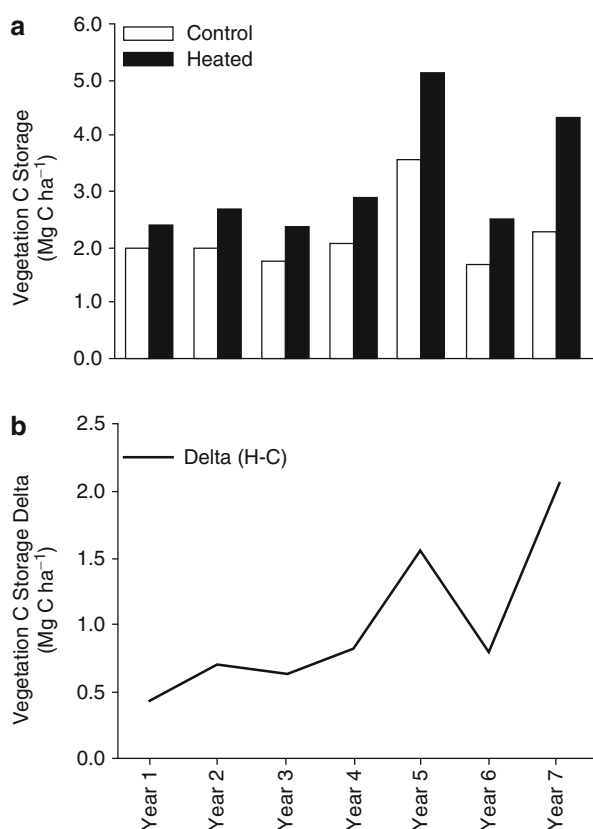 a
Control
Heated
Vegetation C Storage
(Mg C ha⁻¹)
6.0
5.0
4.0
3.0
2.0
1.0
0.0
b
Delta (H-C)
Vegetation C Storage Delta
(Mg C ha⁻¹)
2.5
2.0
1.5
1.0
0.5
0.0
Year 1
Year 2
Year 3
Year 4
Year 5
Year 6
Year 7